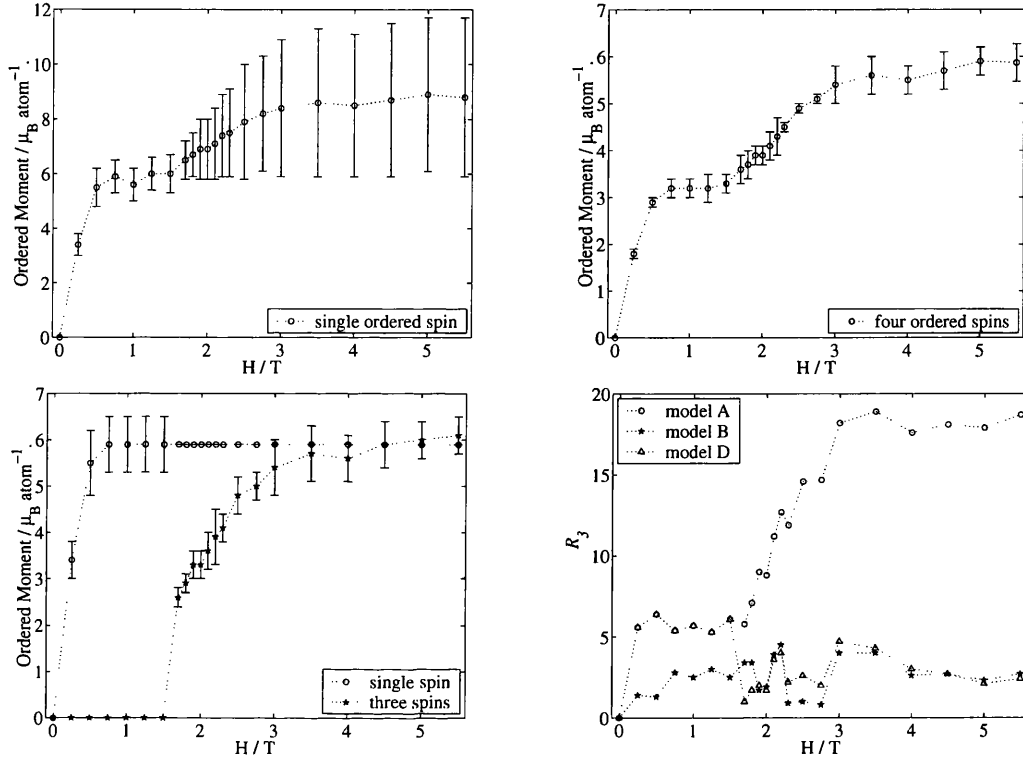 12
10
8
6
4
2
0
Ordered Moment / μB atom⁻¹.
single ordered spin
0 1 2 3 4 5
H / T
7
.6
5
4
3
2
1
0
Ordered Moment / μB atom⁻¹.
four ordered spins
0 1 2 3 4 5
H / T
7
.6
5
4
3
2
1
0
Ordered Moment / μB atom⁻¹.
single spin
three spins
0 1 2 3 4 5
H / T
20
15
10
5
0
R3
model A
model B
model D
0 1 2 3 4 5
H / T